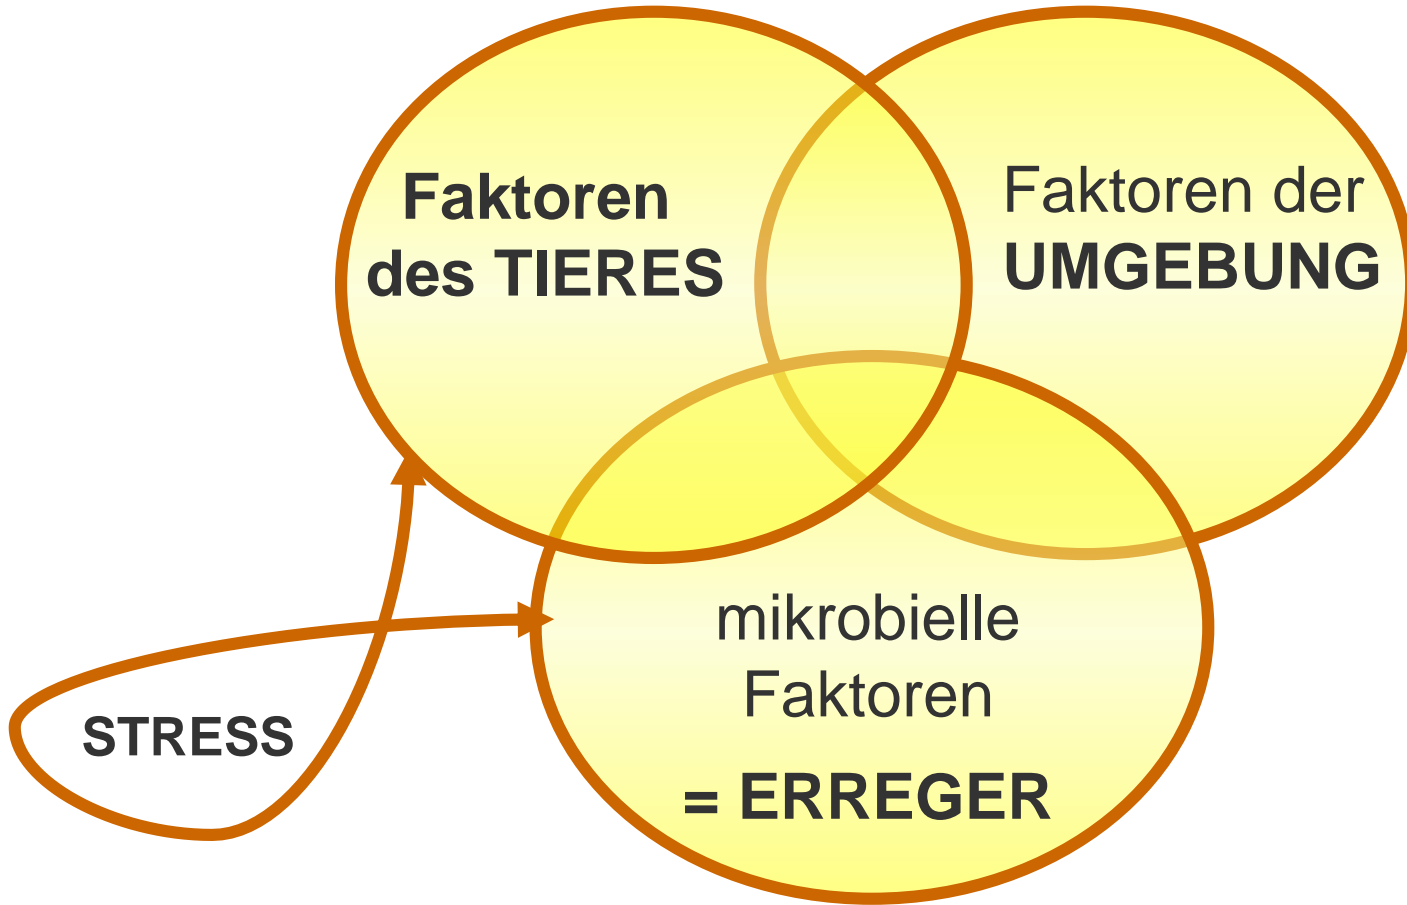 Faktoren
des TIERES
Faktoren der
UMGEBUNG
mikrobielle
Faktoren
= ERREGER
STRESS